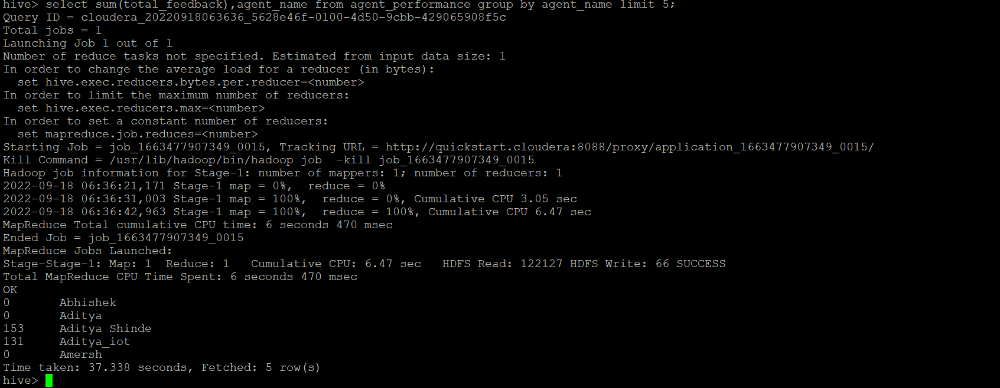 hive> select sum(total_feedback),agent_name from agent_performance group by agent_name limit 5;
Query ID = cloudera_20220918063636_5628e46f-0100-4d50-9cbb-429065908f5c
Total jobs = 1
Launching Job 1 out of 1
Number of reduce tasks not specified. Estimated from input data size: 1
In order to change the average load for a reducer (in bytes):
  set hive.exec.reducers.bytes.per.reducer=<number>
In order to limit the maximum number of reducers:
  set hive.exec.reducers.max=<number>
In order to set a constant number of reducers:
  set mapreduce.job.reduces=<number>
Starting Job = job_1663477907349_0015, Tracking URL = http://quickstart.cloudera:8088/proxy/application_1663477907349_0015/
Kill Command = /usr/lib/hadoop/bin/hadoop job  -kill job_1663477907349_0015
Hadoop job information for Stage-1: number of mappers: 1; number of reducers: 1
2022-09-18 06:36:21,171 Stage-1 map = 0%,  reduce = 0%
2022-09-18 06:36:31,003 Stage-1 map = 100%,  reduce = 0%, Cumulative CPU 3.05 sec
2022-09-18 06:36:42,963 Stage-1 map = 100%,  reduce = 100%, Cumulative CPU 6.47 sec
MapReduce Total cumulative CPU time: 6 seconds 470 msec
Ended Job = job_1663477907349_0015
MapReduce Jobs Launched:
Stage-Stage-1: Map: 1  Reduce: 1   Cumulative CPU: 6.47 sec   HDFS Read: 122127 HDFS Write: 66 SUCCESS
Total MapReduce CPU Time Spent: 6 seconds 470 msec
OK
0       Abhishek
0       Aditya
153     Aditya Shinde
131     Aditya_iot
0       Amersh
Time taken: 37.338 seconds, Fetched: 5 row(s)
hive>